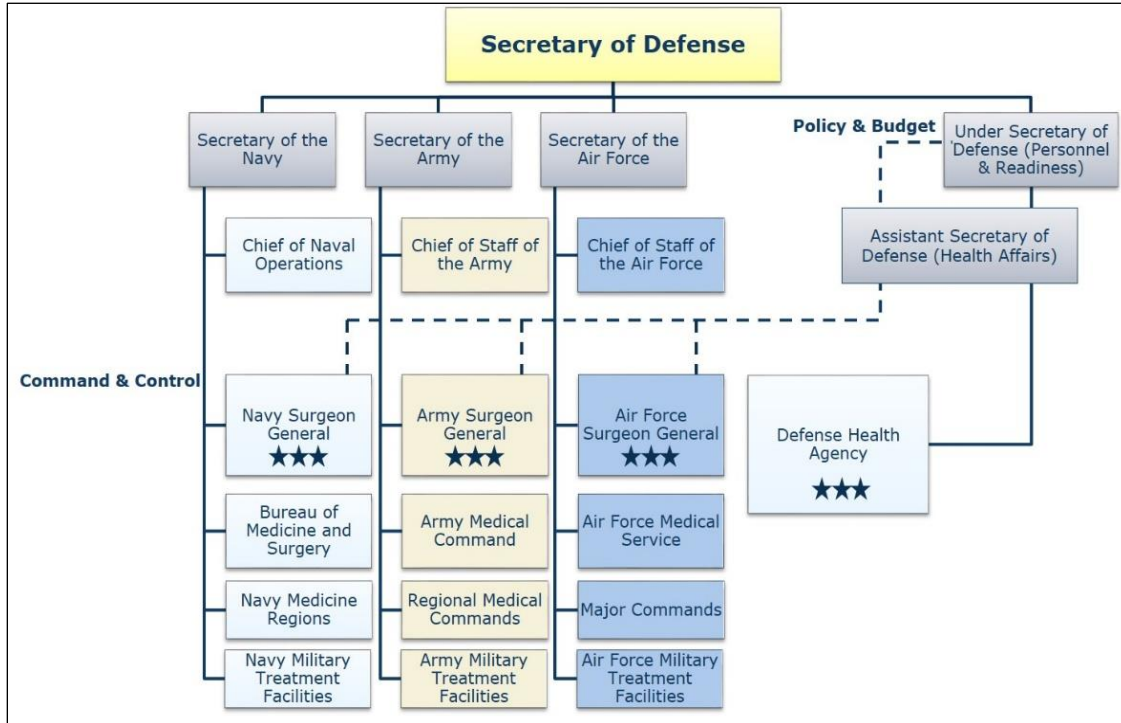 Secretary of Defense
Secretary of the
Navy
Secretary of the
Army
Secretary of the
Air Force
Policy & Budget
Under Secretary of
Defense (Personnel
& Readiness)
Chief of Naval
Operations
Chief of Staff of
the Army
Chief of Staff of
the Air Force
Assistant Secretary of
Defense (Health Affairs)
Command & Control
Navy Surgeon
General
Army Surgeon
General
Air Force
Surgeon General
Defense Health
Agency
Bureau of
Medicine and
Surgery
Army Medical
Command
Air Force Medical
Service
Navy Medicine
Regions
Regional Medical
Commands
Major Commands
Navy Military
Treatment
Facilities
Army Military
Treatment
Facilities
Air Force Military
Treatment
Facilities